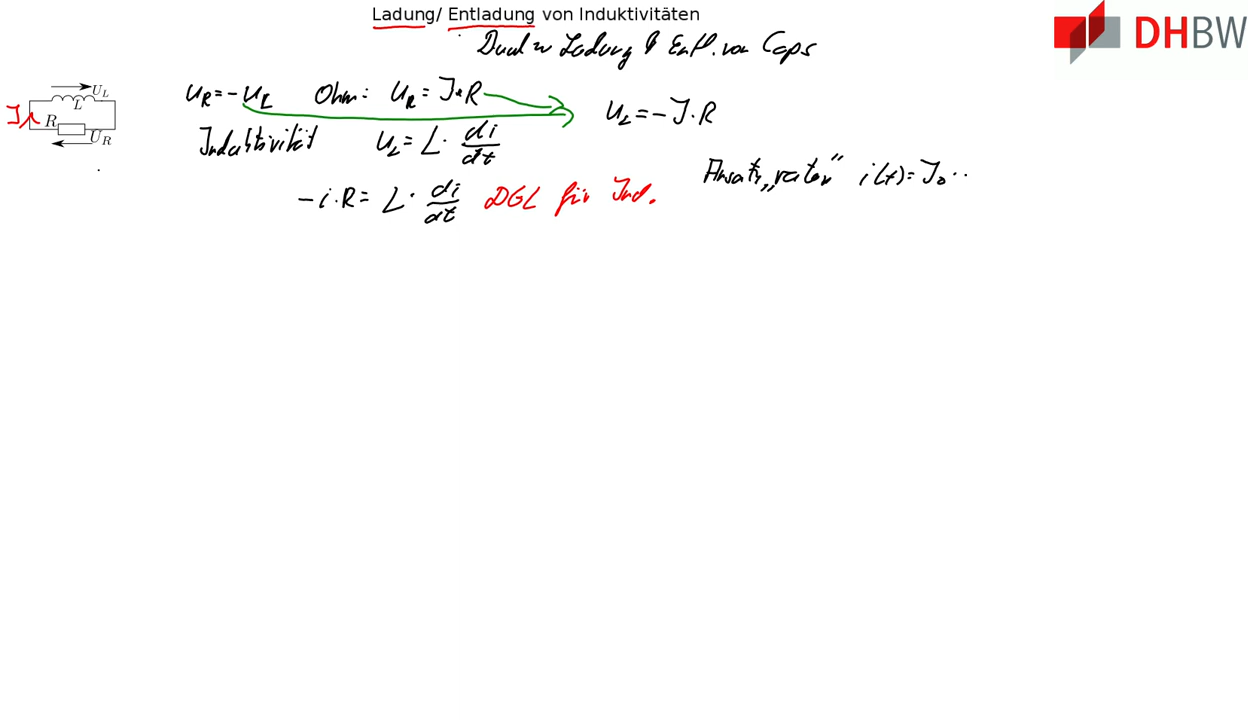 Ladung/ Entladung von Induktivitäten
DHBW
Dual zu Ladung & Entl. von Caps
U_L
L
I
R
U_R
U_R = - U_L Ohm: U_R = I · R
U_L = - I · R
Induktivität U_L = L · di/dt
Ansatz „raten" i(t) = I_0 ..
- i · R = L · di/dt DGL für Ind.